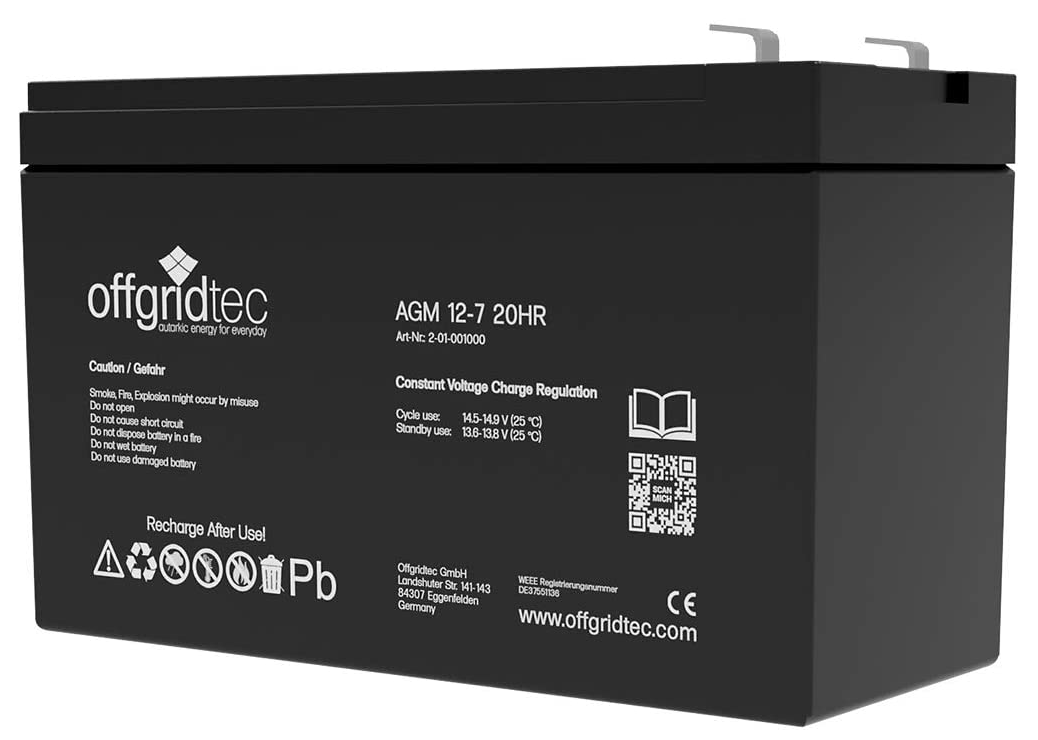 offgridtec
autarkic energy for everyday
Caution / Gefahr
Smoke, Fire, Explosion might occur by misuse
Do not open
Do not cause short circuit
Do not dispose battery in a fire
Do not wet battery
Do not use damaged battery
Recharge After Use!
Pb
AGM 12-7 20HR
Art-Nr.: 2-01-001000
Constant Voltage Charge Regulation
Cycle use: 14.5-14.9 V (25 °C)
Standby use: 13.6-13.8 V (25 °C)
SCAN
MICH
Offgridtec GmbH
Landshuter Str. 141-143
84307 Eggenfelden
Germany
WEEE Registrierungsnummer
DE37551136
CE
www.offgridtec.com